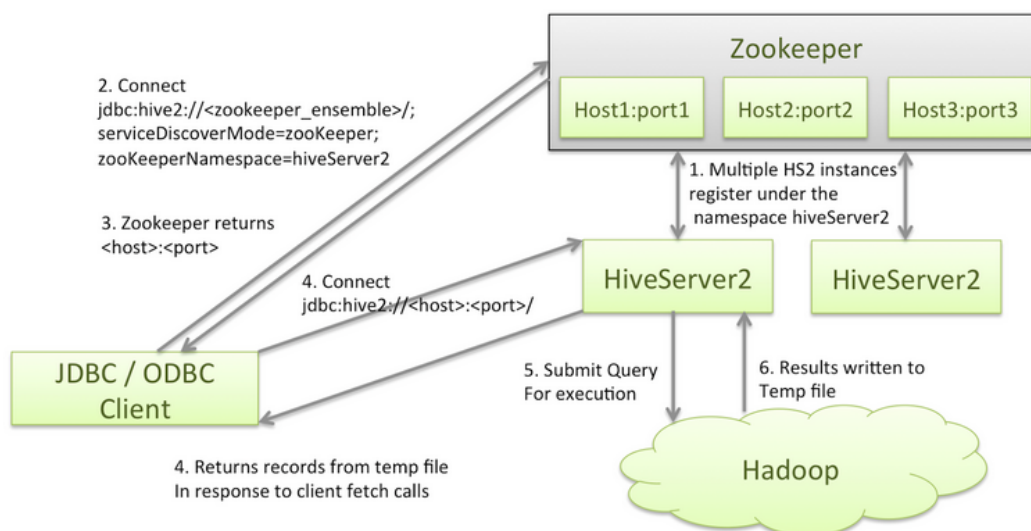 Zookeeper
Host1:port1
Host2:port2
Host3:port3
2. Connect
jdbc:hive2://<zookeeper_ensemble>/;
serviceDiscoverMode=zooKeeper;
zooKeeperNamespace=hiveServer2
1. Multiple HS2 instances
register under the
namespace hiveServer2
3. Zookeeper returns
<host>:<port>
4. Connect
jdbc:hive2://<host>:<port>/
HiveServer2
HiveServer2
JDBC / ODBC
Client
5. Submit Query
For execution
6. Results written to
Temp file
4. Returns records from temp file
In response to client fetch calls
Hadoop